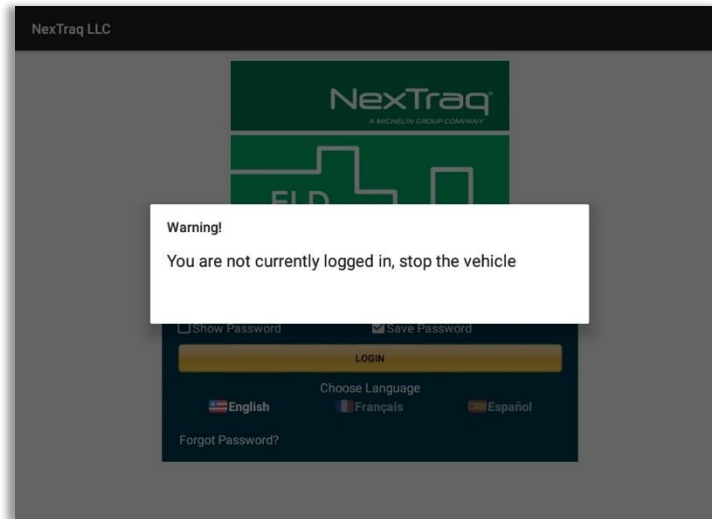 NexTraq LLC
NexTraq
A MICHELIN GROUP COMPANY
ELD
Warning!
You are not currently logged in, stop the vehicle
Show Password Save Password
LOGIN
Choose Language
English Français Español
Forgot Password?